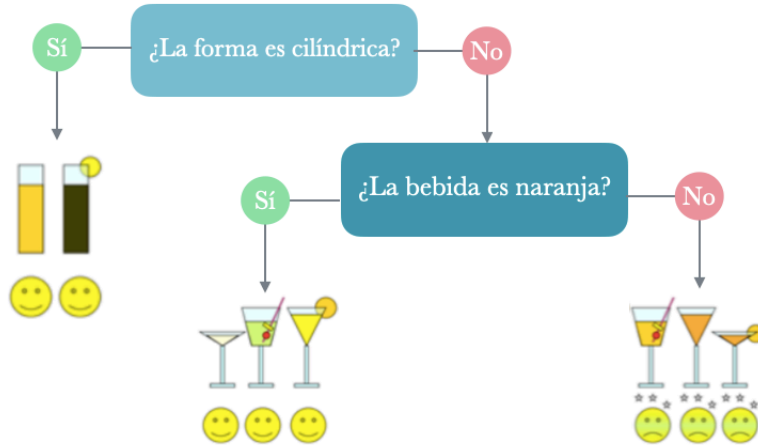 ¿La forma es cilíndrica?
Sí
No
¿La bebida es naranja?
Sí
No